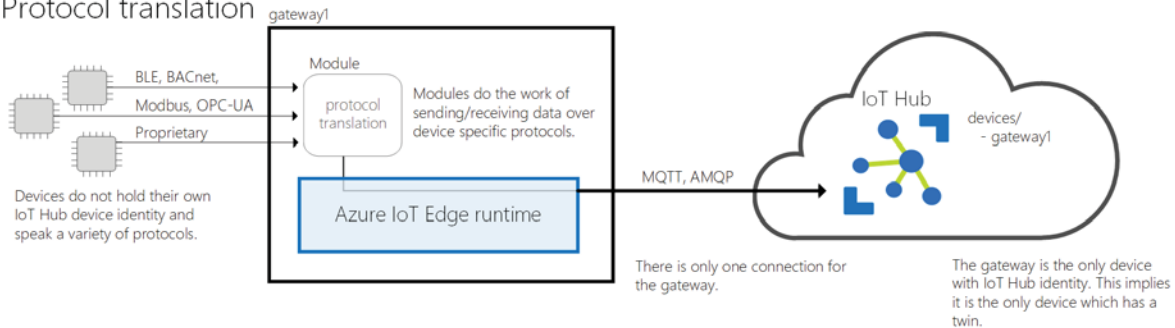 Protocol translation
gateway1
BLE, BACnet,
Modbus, OPC-UA
Proprietary
Devices do not hold their own
IoT Hub device identity and
speak a variety of protocols.
Module
protocol
translation
Modules do the work of
sending/receiving data over
device specific protocols.
Azure IoT Edge runtime
MQTT, AMQP
There is only one connection for
the gateway.
IoT Hub
devices/
- gateway1
The gateway is the only device
with IoT Hub identity. This implies
it is the only device which has a
twin.